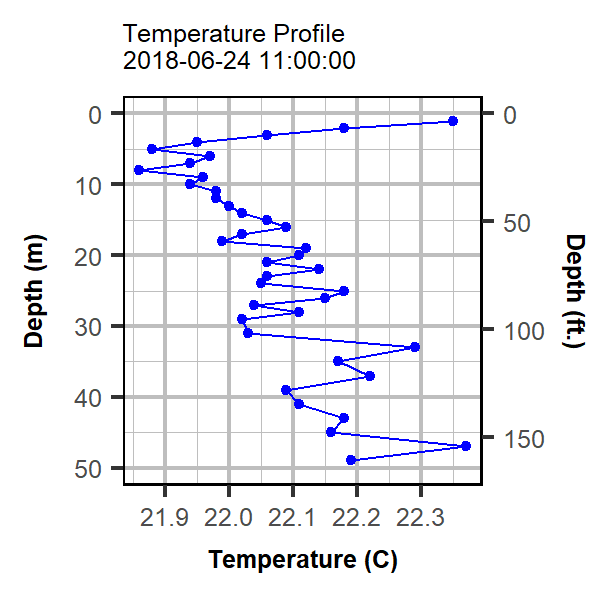 Temperature Profile
2018-06-24 11:00:00
0
10
20
30
40
50
Depth (m)
0
50
100
150
Depth (ft.)
21.9 22.0 22.1 22.2 22.3
Temperature (C)